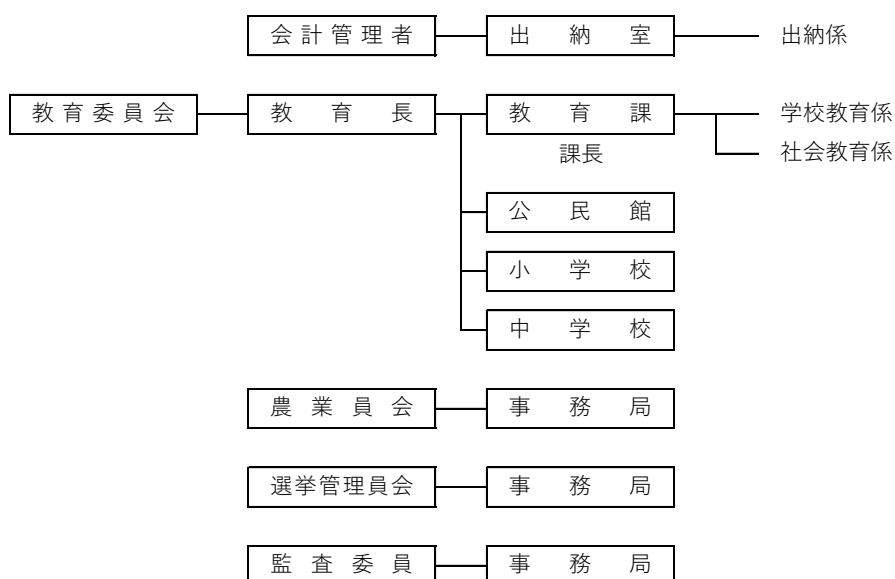 会計管理者 出納室 出納係
教育委員会 教育長 教育課 学校教育係
課長 社会教育係
公民館
小学校
中学校
農業員会 事務局
選挙管理員会 事務局
監査委員 事務局